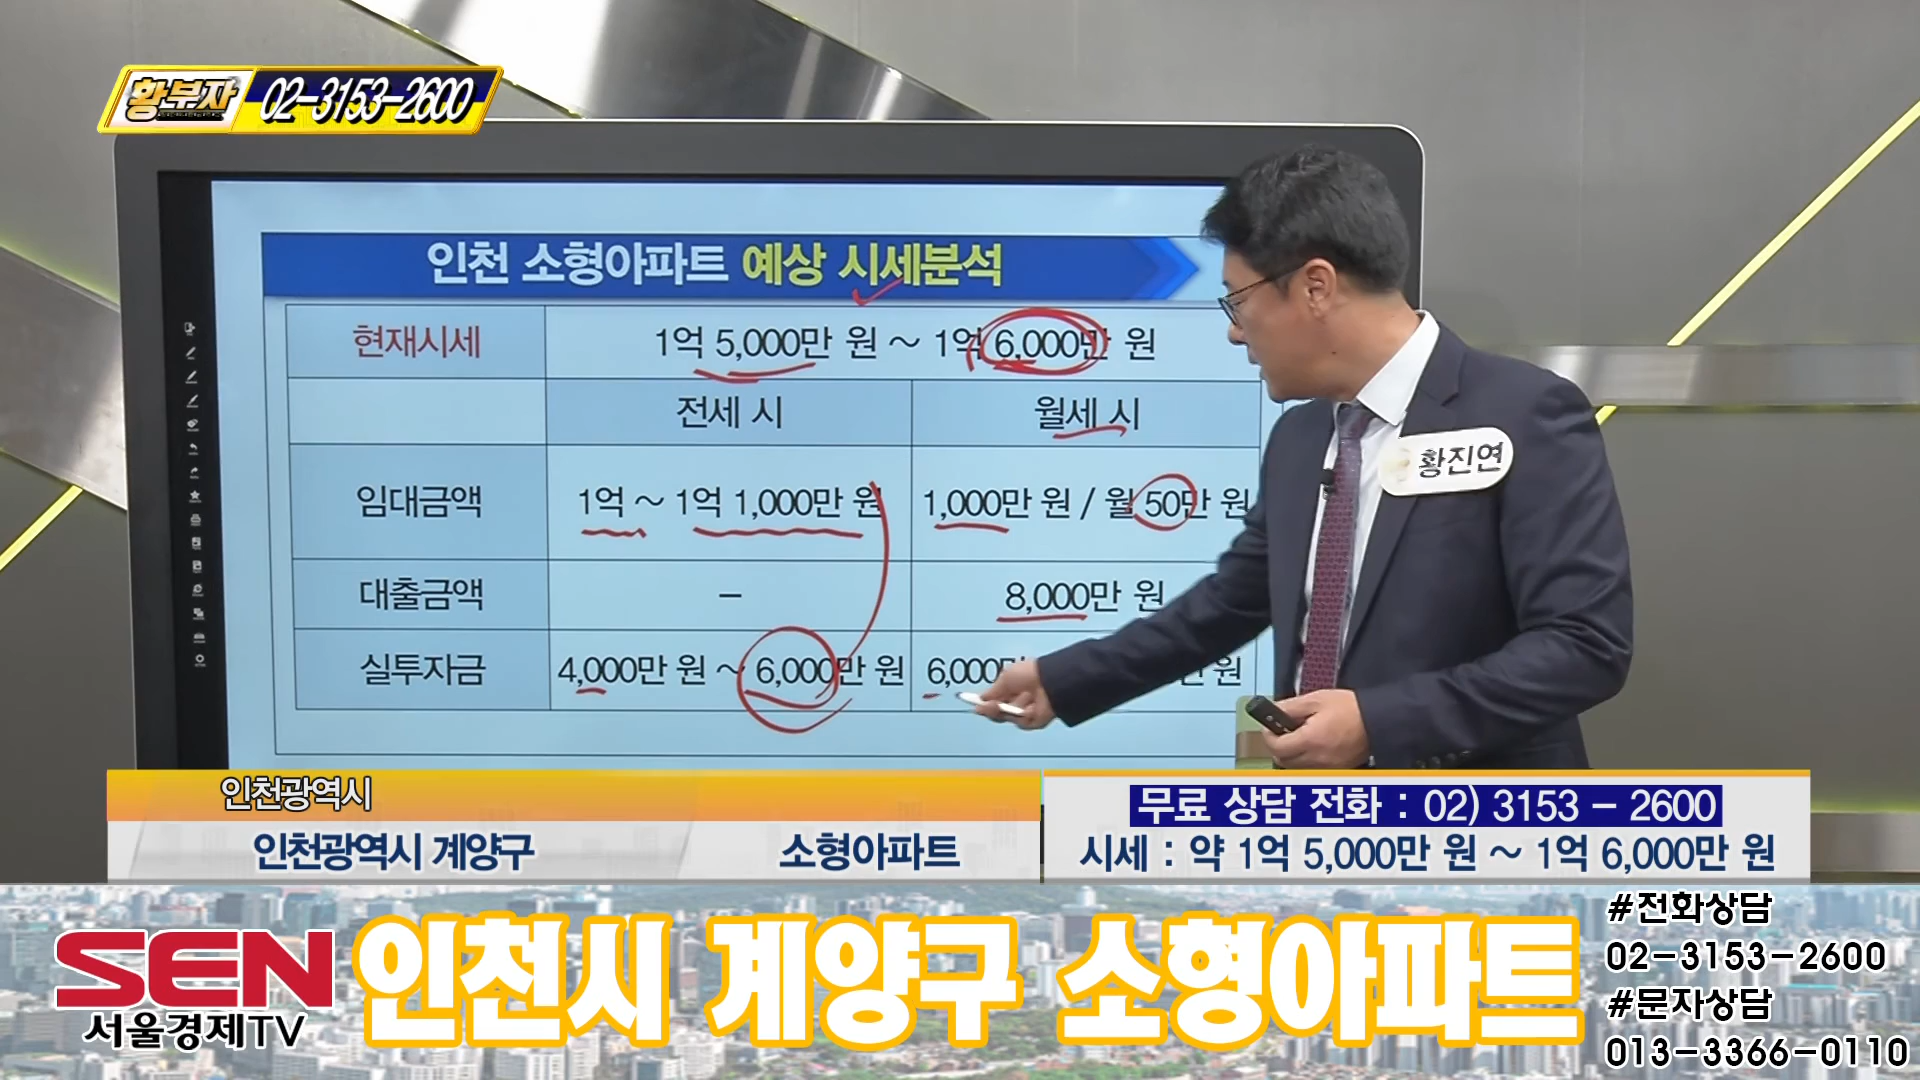 황부자 02-3153-2600
인천 소형아파트 예상 시세분석
현재시세 1억 5,000만 원 ~ 1억 6,000만 원
전세 시 월세 시
임대금액 1억 ~ 1억 1,000만 원 1,000만 원 / 월 50만 원
대출금액 - 8,000만 원
실투자금 4,000만 원 ~ 6,000만 원 6,000만 원
황진연
인천광역시
인천광역시 계양구 소형아파트
무료 상담 전화 : 02) 3153 - 2600
시세 : 약 1억 5,000만 원 ~ 1억 6,000만 원
SEN
서울경제TV
인천시 계양구 소형아파트
#전화상담
02-3153-2600
#문자상담
013-3366-0110